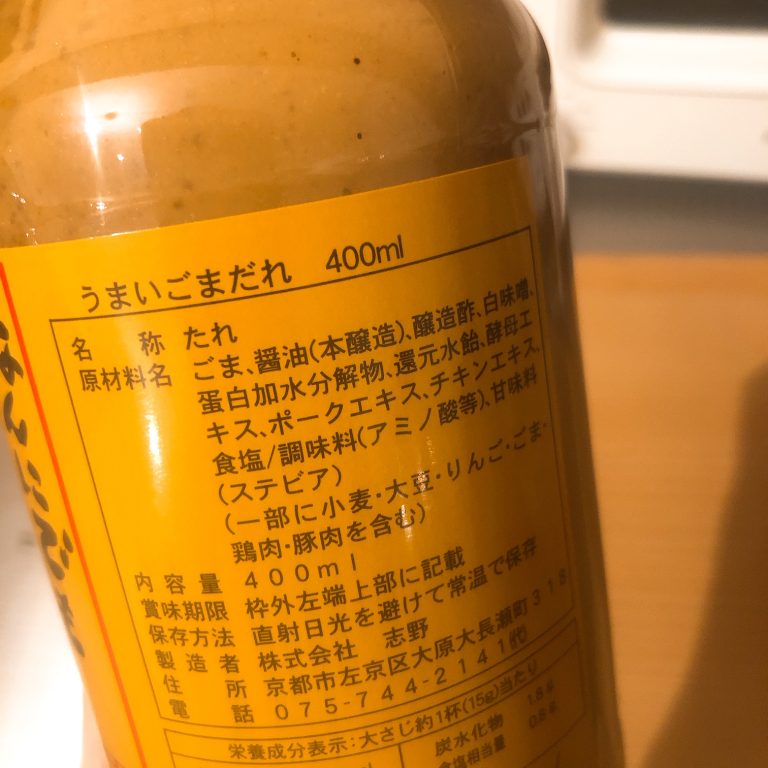 うまいごまだれ 400ml
名 称 たれ
原材料名 ごま、醤油(本醸造)、醸造酢、白味噌、
蛋白加水分解物、還元水飴、酵母エ
キス、ポークエキス、チキンエキス、
食塩/調味料(アミノ酸等)、甘味料
(ステビア)
(一部に小麦・大豆・りんご・ごま・
鶏肉・豚肉を含む)
内容量 400ml
賞味期限 枠外左端上部に記載
保存方法 直射日光を避けて常温で保存
製造者 株式会社 志野
住 所 京都市左京区大原大長瀬町318
電 話 075-744-2141代
栄養成分表示:大さじ約1杯(15g)当たり
炭水化物 1.8g
食塩相当量 0.8g